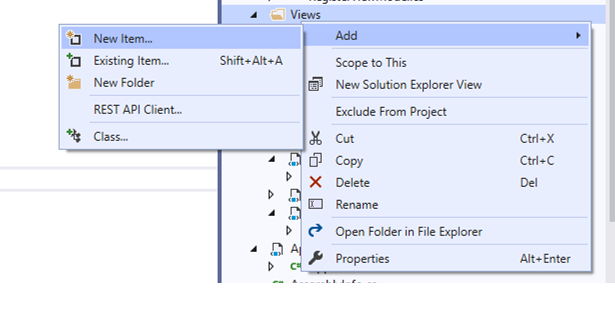 Views
New Item...
Add
Existing Item... Shift+Alt+A
Scope to This
New Folder
New Solution Explorer View
REST API Client...
Exclude From Project
Class...
Cut Ctrl+X
Copy Ctrl+C
Delete Del
Rename
Open Folder in File Explorer
Properties Alt+Enter